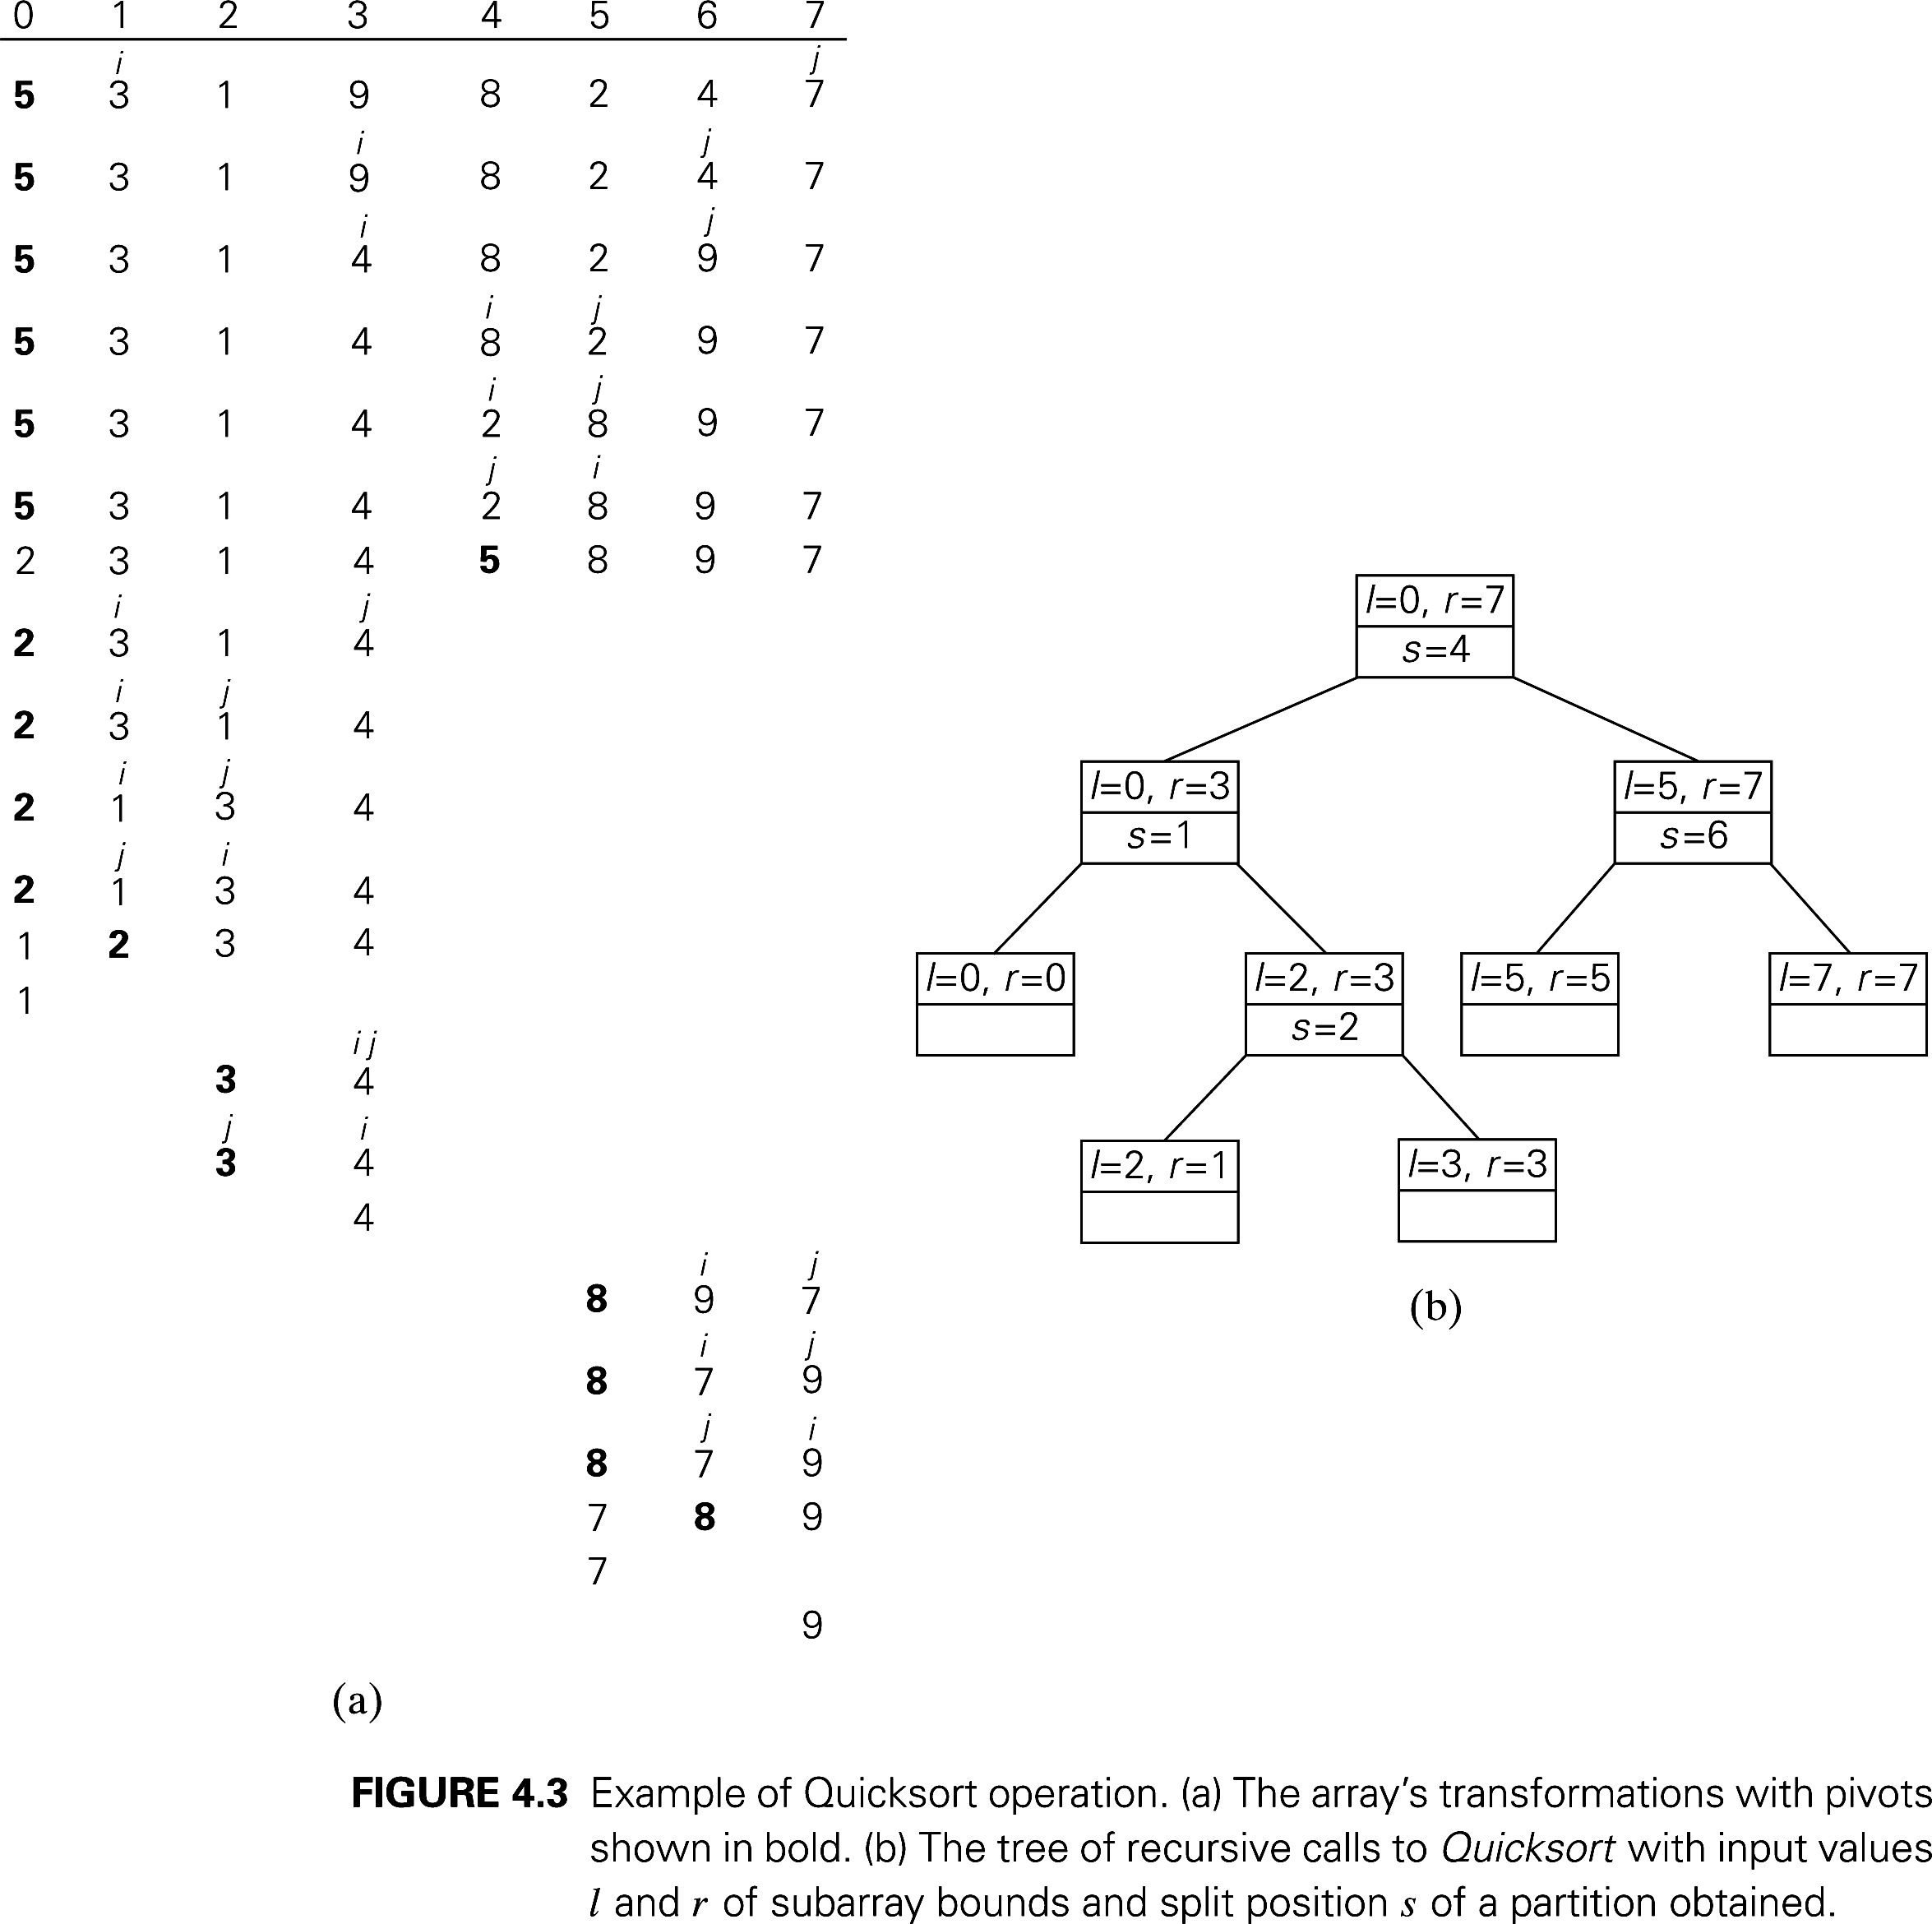 0 1 2 3 4 5 6 7
i j
5 3 1 9 8 2 4 7
i j
5 3 1 9 8 2 4 7
i j
5 3 1 4 8 2 9 7
i j
5 3 1 4 8 2 9 7
i j
5 3 1 4 2 8 9 7
j i
5 3 1 4 2 8 9 7
2 3 1 4 5 8 9 7
i j
2 3 1 4
i j
2 3 1 4
i j
2 1 3 4
j i
2 1 3 4
1 2 3 4
1
i j
3 4
j i
3 4
4
i j
8 9 7
i j
8 7 9
j i
8 7 9
7 8 9
7
9
(a)
l=0, r=7
s=4
l=0, r=3
s=1
l=5, r=7
s=6
l=0, r=0
l=2, r=3
s=2
l=5, r=5
l=7, r=7
l=2, r=1
l=3, r=3
(b)
FIGURE 4.3 Example of Quicksort operation. (a) The array’s transformations with pivots
shown in bold. (b) The tree of recursive calls to Quicksort with input values
l and r of subarray bounds and split position s of a partition obtained.